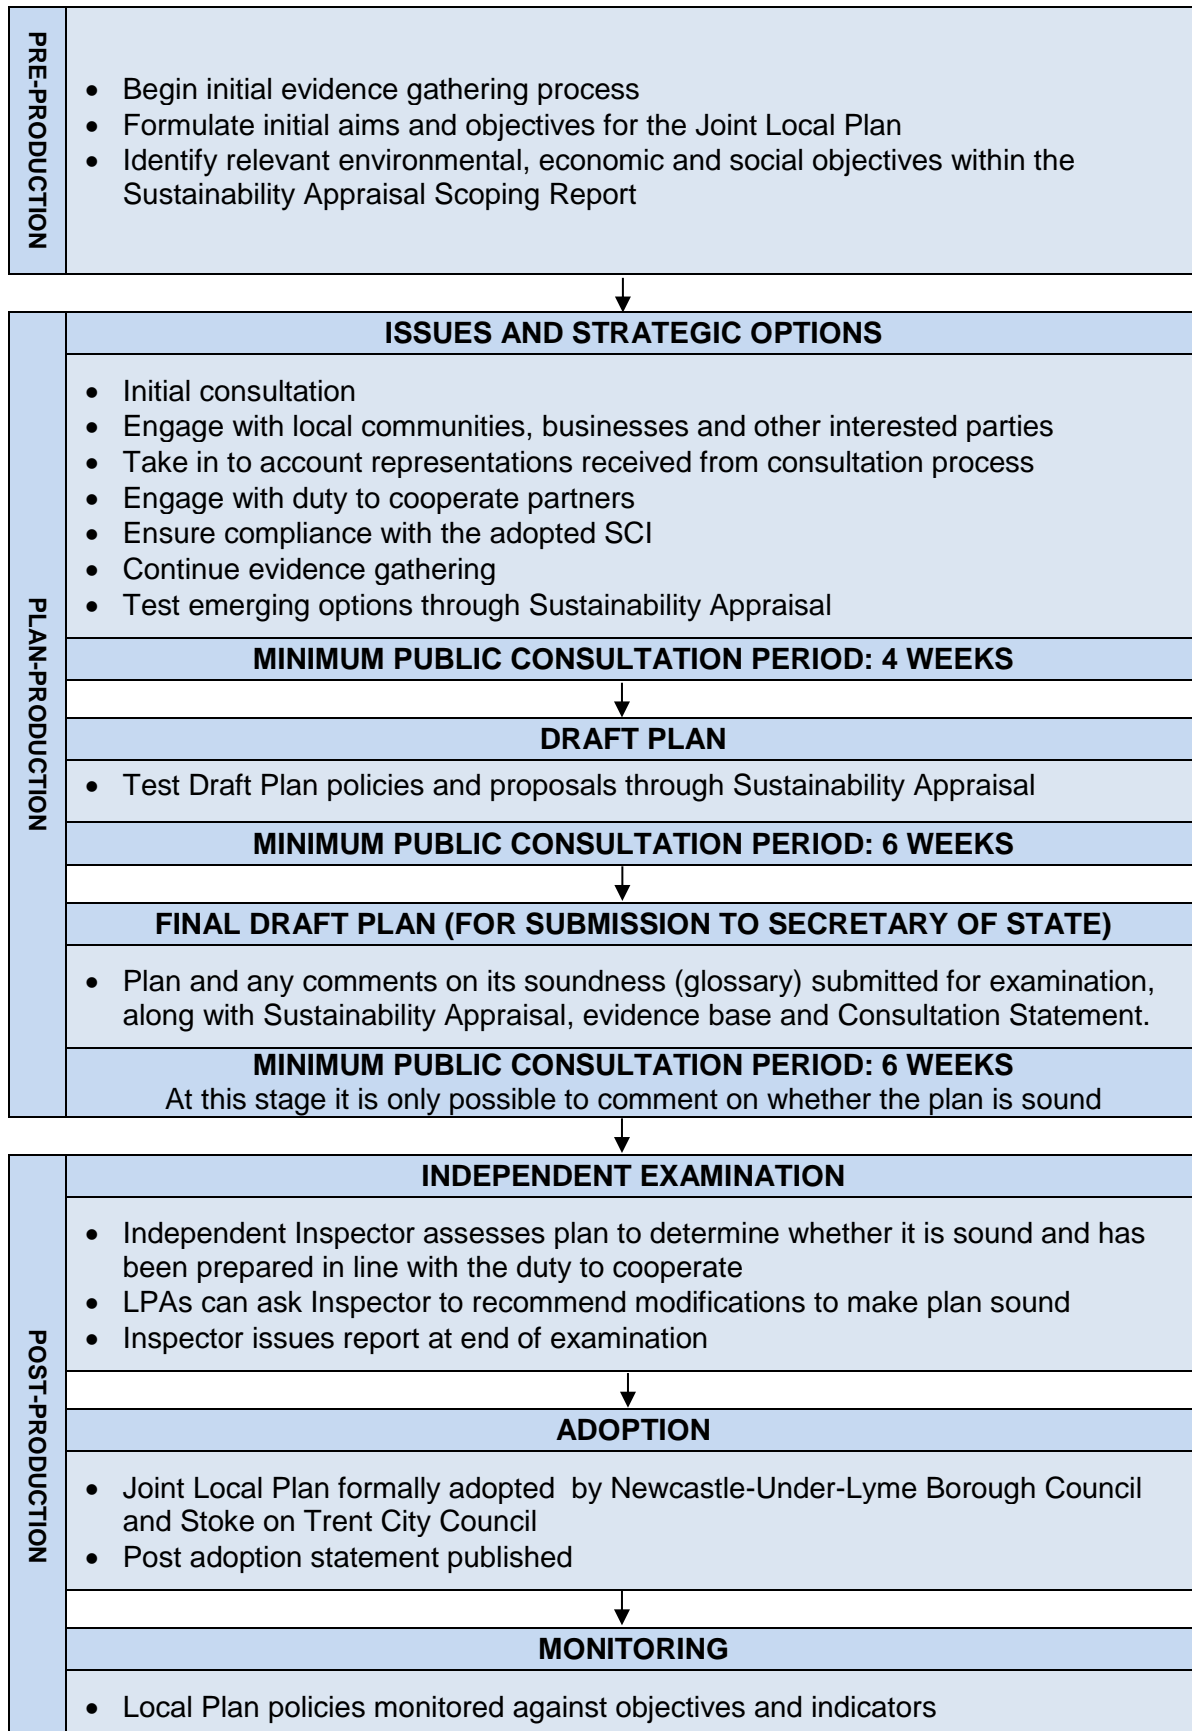 PRE-PRODUCTION
• Begin initial evidence gathering process
• Formulate initial aims and objectives for the Joint Local Plan
• Identify relevant environmental, economic and social objectives within the
Sustainability Appraisal Scoping Report
PLAN-PRODUCTION
ISSUES AND STRATEGIC OPTIONS
• Initial consultation
• Engage with local communities, businesses and other interested parties
• Take in to account representations received from consultation process
• Engage with duty to cooperate partners
• Ensure compliance with the adopted SCI
• Continue evidence gathering
• Test emerging options through Sustainability Appraisal
MINIMUM PUBLIC CONSULTATION PERIOD: 4 WEEKS
DRAFT PLAN
• Test Draft Plan policies and proposals through Sustainability Appraisal
MINIMUM PUBLIC CONSULTATION PERIOD: 6 WEEKS
FINAL DRAFT PLAN (FOR SUBMISSION TO SECRETARY OF STATE)
• Plan and any comments on its soundness (glossary) submitted for examination,
along with Sustainability Appraisal, evidence base and Consultation Statement.
MINIMUM PUBLIC CONSULTATION PERIOD: 6 WEEKS
At this stage it is only possible to comment on whether the plan is sound
POST-PRODUCTION
INDEPENDENT EXAMINATION
• Independent Inspector assesses plan to determine whether it is sound and has
been prepared in line with the duty to cooperate
• LPAs can ask Inspector to recommend modifications to make plan sound
• Inspector issues report at end of examination
ADOPTION
• Joint Local Plan formally adopted  by Newcastle-Under-Lyme Borough Council
and Stoke on Trent City Council
• Post adoption statement published
MONITORING
• Local Plan policies monitored against objectives and indicators